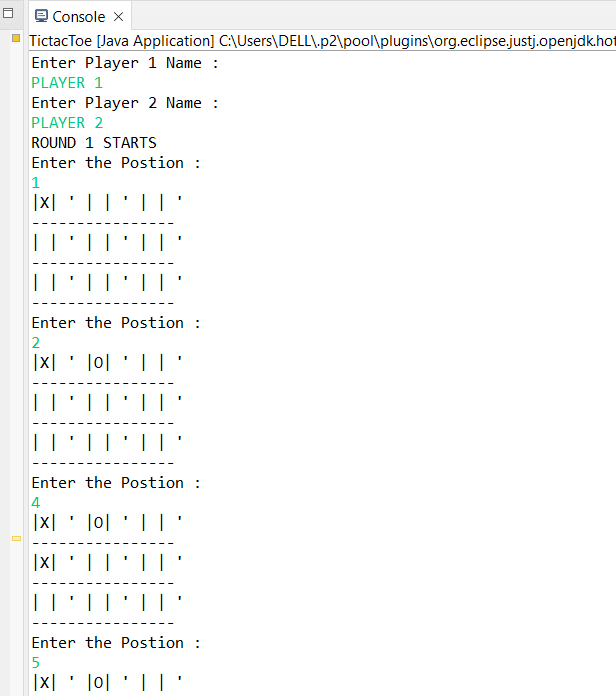 Console
TictacToe [Java Application] C:\Users\DELL\.p2\pool\plugins\org.eclipse.justj.openjdk.hot
Enter Player 1 Name :
PLAYER 1
Enter Player 2 Name :
PLAYER 2
ROUND 1 STARTS
Enter the Postion :
1
|X| ' | | ' | | '
----------------
| | ' | | ' | | '
----------------
| | ' | | ' | | '
----------------
Enter the Postion :
2
|X| ' |O| ' | | '
----------------
| | ' | | ' | | '
----------------
| | ' | | ' | | '
----------------
Enter the Postion :
4
|X| ' |O| ' | | '
----------------
|X| ' | | ' | | '
----------------
| | ' | | ' | | '
----------------
Enter the Postion :
5
|X| ' |O| ' | | '